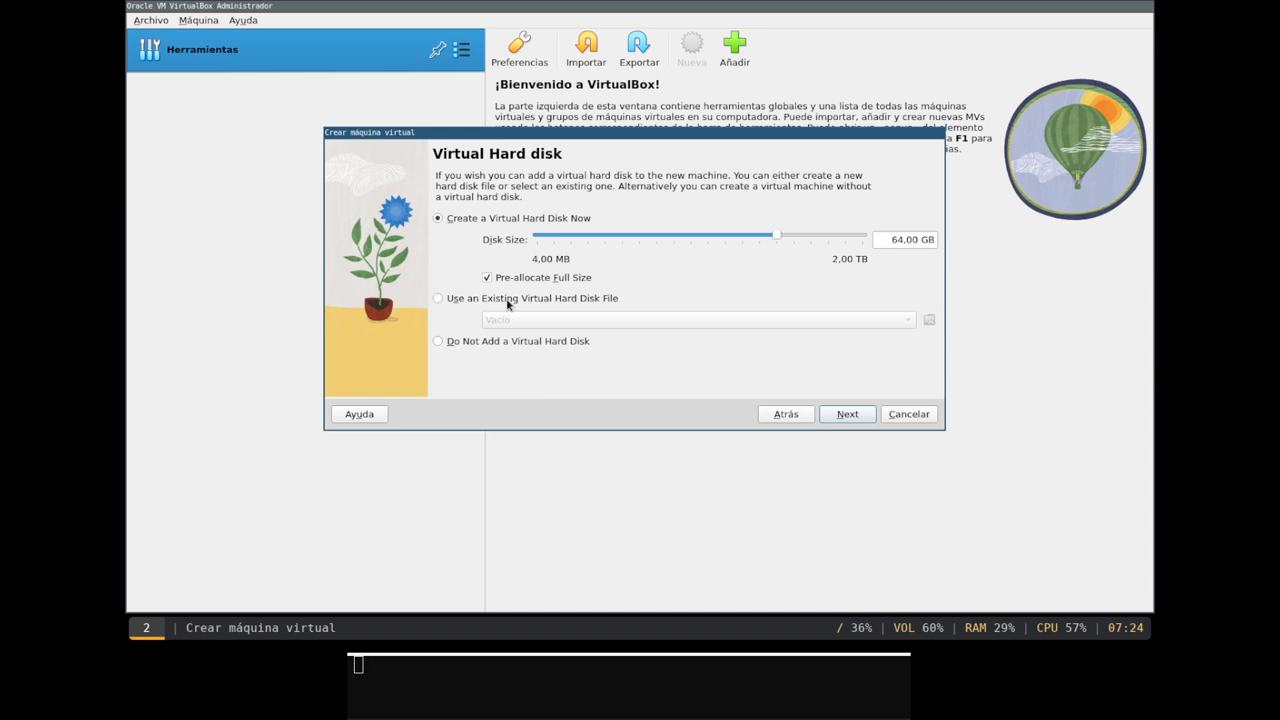 Oracle VM VirtualBox Administrador
Archivo Máquina Ayuda
Herramientas
Preferencias Importar Exportar Nueva Añadir
¡Bienvenido a VirtualBox!
La parte izquierda de esta ventana contiene herramientas globales y una lista de todas las máquinas
virtuales y grupos de máquinas virtuales en su computadora. Puede importar, añadir y crear nuevas MVs
a F1 para
ias.
Crear máquina virtual
Virtual Hard disk
If you wish you can add a virtual hard disk to the new machine. You can either create a new
hard disk file or select an existing one. Alternatively you can create a virtual machine without
a virtual hard disk.
Create a Virtual Hard Disk Now
Disk Size: 64,00 GB
4,00 MB 2,00 TB
Pre-allocate Full Size
Use an Existing Virtual Hard Disk File
Vacío
Do Not Add a Virtual Hard Disk
Ayuda Atrás Next Cancelar
2 | Crear máquina virtual / 36% | VOL 60% | RAM 29% | CPU 57% | 07:24